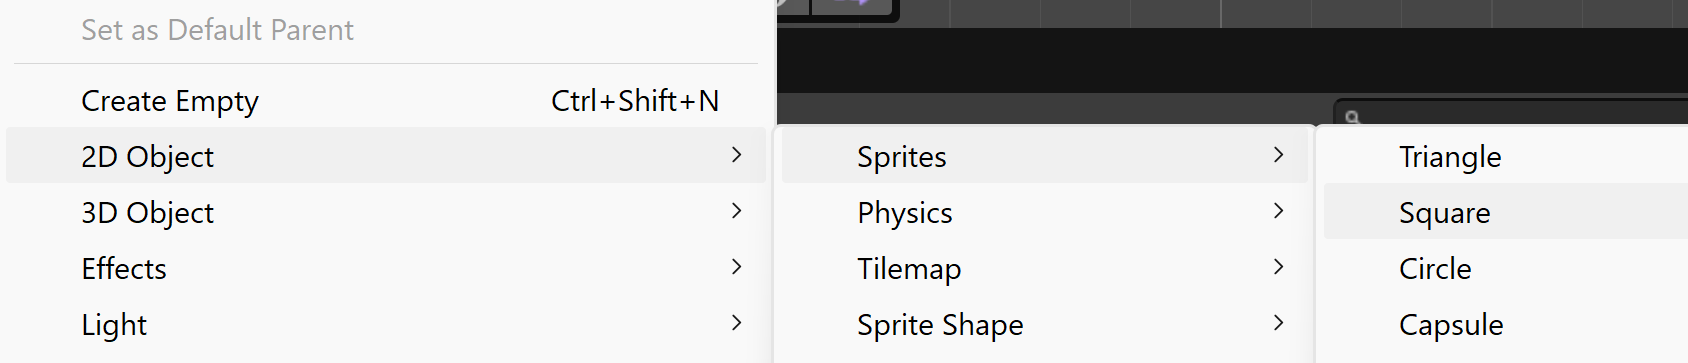 Set as Default Parent
Create Empty Ctrl+Shift+N
2D Object
3D Object
Effects
Light
Sprites
Physics
Tilemap
Sprite Shape
Triangle
Square
Circle
Capsule